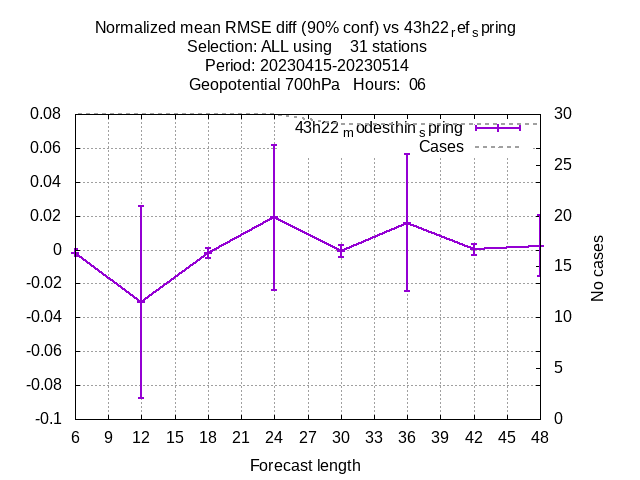 Normalized mean RMSE diff (90% conf) vs 43h22ᵣefₛpring
Selection: ALL using    31 stations
Period: 20230415-20230514
Geopotential 700hPa   Hours:  06
43h22ₘodesthinₛpring
Cases
0.08
0.06
0.04
0.02
0
-0.02
-0.04
-0.06
-0.08
-0.1
30
25
20
15
10
5
0
No cases
6 9 12 15 18 21 24 27 30 33 36 39 42 45 48
Forecast length